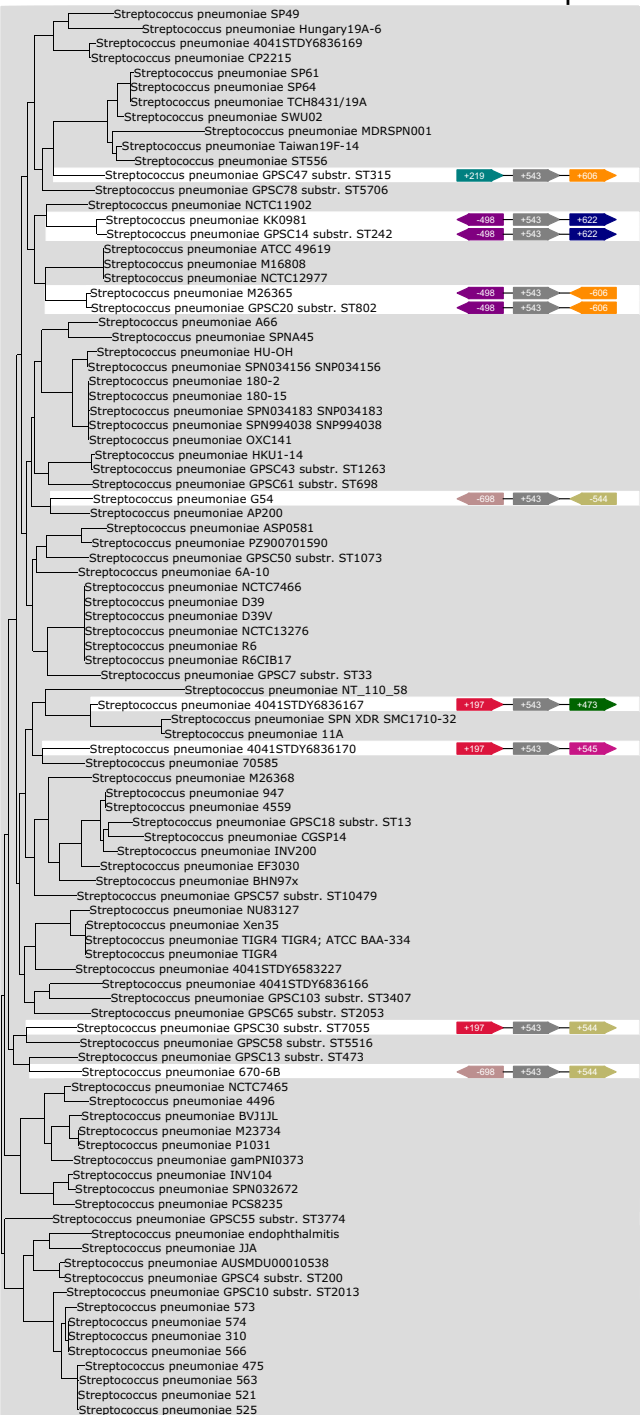 Streptococcus pneumoniae SP49
Streptococcus pneumoniae Hungary19A-6
Streptococcus pneumoniae 4041STDY6836169
Streptococcus pneumoniae CP2215
Streptococcus pneumoniae SP61
Streptococcus pneumoniae SP64
Streptococcus pneumoniae TCH8431/19A
Streptococcus pneumoniae SWU02
Streptococcus pneumoniae MDRSPN001
Streptococcus pneumoniae Taiwan19F-14
Streptococcus pneumoniae ST556
Streptococcus pneumoniae GPSC47 substr. ST315 +219 +543 +606
Streptococcus pneumoniae GPSC78 substr. ST5706
Streptococcus pneumoniae NCTC11902
Streptococcus pneumoniae KK0981 -498 +543 +622
Streptococcus pneumoniae GPSC14 substr. ST242 -498 +543 +622
Streptococcus pneumoniae ATCC 49619
Streptococcus pneumoniae M16808
Streptococcus pneumoniae NCTC12977
Streptococcus pneumoniae M26365 -498 +543 -606
Streptococcus pneumoniae GPSC20 substr. ST802 -498 +543 -606
Streptococcus pneumoniae A66
Streptococcus pneumoniae SPNA45
Streptococcus pneumoniae HU-OH
Streptococcus pneumoniae SPN034156 SNP034156
Streptococcus pneumoniae 180-2
Streptococcus pneumoniae 180-15
Streptococcus pneumoniae SPN034183 SNP034183
Streptococcus pneumoniae SPN994038 SNP994038
Streptococcus pneumoniae OXC141
Streptococcus pneumoniae HKU1-14
Streptococcus pneumoniae GPSC43 substr. ST1263
Streptococcus pneumoniae GPSC61 substr. ST698
Streptococcus pneumoniae G54 -698 +543 -544
Streptococcus pneumoniae AP200
Streptococcus pneumoniae ASP0581
Streptococcus pneumoniae PZ900701590
Streptococcus pneumoniae GPSC50 substr. ST1073
Streptococcus pneumoniae 6A-10
Streptococcus pneumoniae NCTC7466
Streptococcus pneumoniae D39
Streptococcus pneumoniae D39V
Streptococcus pneumoniae NCTC13276
Streptococcus pneumoniae R6
Streptococcus pneumoniae R6CIB17
Streptococcus pneumoniae GPSC7 substr. ST33
Streptococcus pneumoniae NT_110_58
Streptococcus pneumoniae 4041STDY6836167 +197 +543 +473
Streptococcus pneumoniae SPN XDR SMC1710-32
Streptococcus pneumoniae 11A
Streptococcus pneumoniae 4041STDY6836170 +197 +543 +545
Streptococcus pneumoniae 70585
Streptococcus pneumoniae M26368
Streptococcus pneumoniae 947
Streptococcus pneumoniae 4559
Streptococcus pneumoniae GPSC18 substr. ST13
Streptococcus pneumoniae CGSP14
Streptococcus pneumoniae INV200
Streptococcus pneumoniae EF3030
Streptococcus pneumoniae BHN97x
Streptococcus pneumoniae GPSC57 substr. ST10479
Streptococcus pneumoniae NU83127
Streptococcus pneumoniae Xen35
Streptococcus pneumoniae TIGR4 TIGR4; ATCC BAA-334
Streptococcus pneumoniae TIGR4
Streptococcus pneumoniae 4041STDY6583227
Streptococcus pneumoniae 4041STDY6836166
Streptococcus pneumoniae GPSC103 substr. ST3407
Streptococcus pneumoniae GPSC65 substr. ST2053
Streptococcus pneumoniae GPSC30 substr. ST7055 +197 +543 +544
Streptococcus pneumoniae GPSC58 substr. ST5516
Streptococcus pneumoniae GPSC13 substr. ST473
Streptococcus pneumoniae 670-6B -698 +543 +544
Streptococcus pneumoniae NCTC7465
Streptococcus pneumoniae 4496
Streptococcus pneumoniae BVJ1JL
Streptococcus pneumoniae M23734
Streptococcus pneumoniae P1031
Streptococcus pneumoniae gamPNI0373
Streptococcus pneumoniae INV104
Streptococcus pneumoniae SPN032672
Streptococcus pneumoniae PCS8235
Streptococcus pneumoniae GPSC55 substr. ST3774
Streptococcus pneumoniae endophthalmitis
Streptococcus pneumoniae JJA
Streptococcus pneumoniae AUSMDU00010538
Streptococcus pneumoniae GPSC4 substr. ST200
Streptococcus pneumoniae GPSC10 substr. ST2013
Streptococcus pneumoniae 573
Streptococcus pneumoniae 574
Streptococcus pneumoniae 310
Streptococcus pneumoniae 566
Streptococcus pneumoniae 475
Streptococcus pneumoniae 563
Streptococcus pneumoniae 521
Streptococcus pneumoniae 525